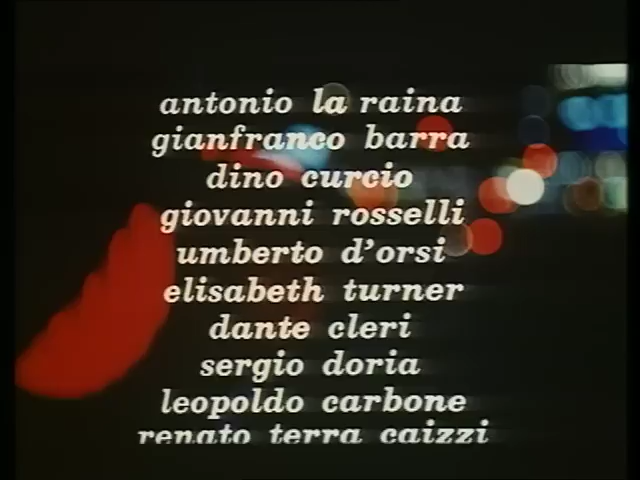 antonio la raina
gianfranco barra
dino curcio
giovanni rosselli
umberto d'orsi
elisabeth turner
dante cleri
sergio doria
leopoldo carbone
renato terra caizzi